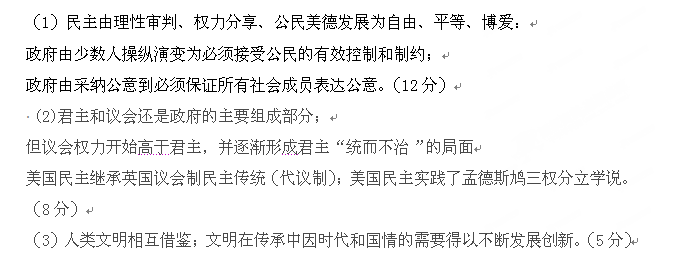 （1）民主由理性审判、权力分享、公民美德发展为自由、平等、博爱：
政府由少数人操纵演变为必须接受公民的有效控制和制约；
政府由采纳公意到必须保证所有社会成员表达公意。（12 分）
(2)君主和议会还是政府的主要组成部分；
但议会权力开始高于君主，并逐渐形成君主“统而不治 ”的局面
美国民主继承英国议会制民主传统（代议制）；美国民主实践了孟德斯鸠三权分立学说。
（8 分）
（3）人类文明相互借鉴；文明在传承中因时代和国情的需要得以不断发展创新。（5 分）